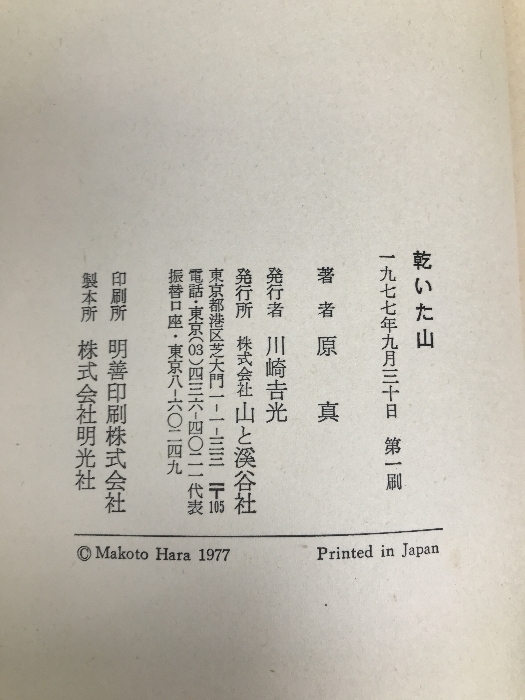 乾いた山
一九七七年九月三十日 第一刷
著者 原 真
発行者 川崎吉光
発行所 株式会社 山と溪谷社
東京都港区芝大門一-一-三三 〒105
電話・東京(03)四三六-四〇二一代表
振替口座・東京八-六〇二四九
印刷所 明善印刷株式会社
製本所 株式会社明光社
© Makoto Hara 1977 Printed in Japan